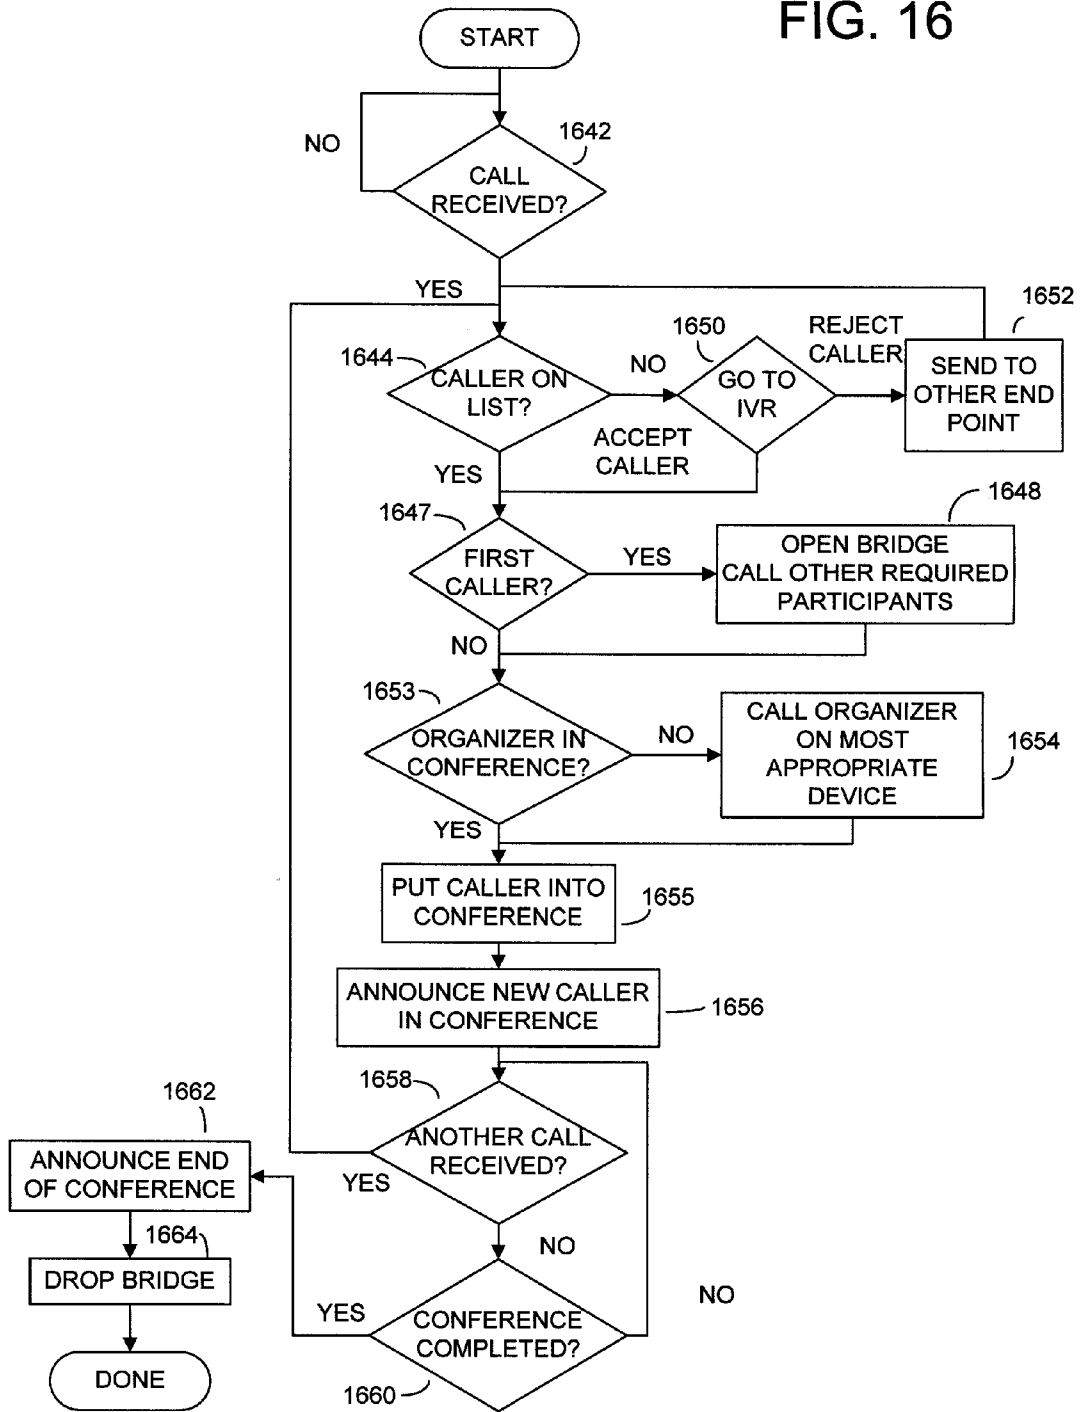 FIG. 16
START
NO
1642
CALL
RECEIVED?
YES
1652
1650
REJECT
CALLER
1644
CALLER ON
LIST?
NO
GO TO
IVR
SEND TO
OTHER END
POINT
ACCEPT
CALLER
YES
1647
1648
FIRST
CALLER?
YES
OPEN BRIDGE
CALL OTHER REQUIRED
PARTICIPANTS
NO
1653
ORGANIZER IN
CONFERENCE?
NO
CALL ORGANIZER
ON MOST
APPROPRIATE
DEVICE
1654
YES
PUT CALLER INTO
CONFERENCE
1655
ANNOUNCE NEW CALLER
IN CONFERENCE
1656
1658
ANOTHER CALL
RECEIVED?
YES
1662
ANNOUNCE END
OF CONFERENCE
1664
DROP BRIDGE
NO
NO
YES
CONFERENCE
COMPLETED?
DONE
1660